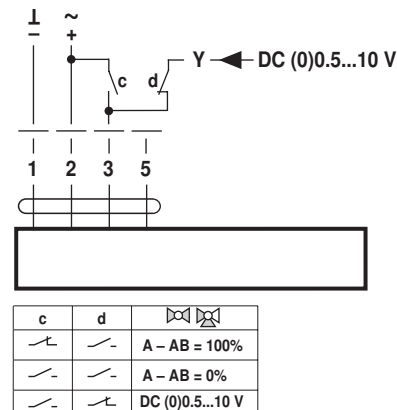 ⊥ ~
– +
c d Y DC (0)0.5...10 V
1 2 3 5
c d
A – AB = 100%
A – AB = 0%
DC (0)0.5...10 V